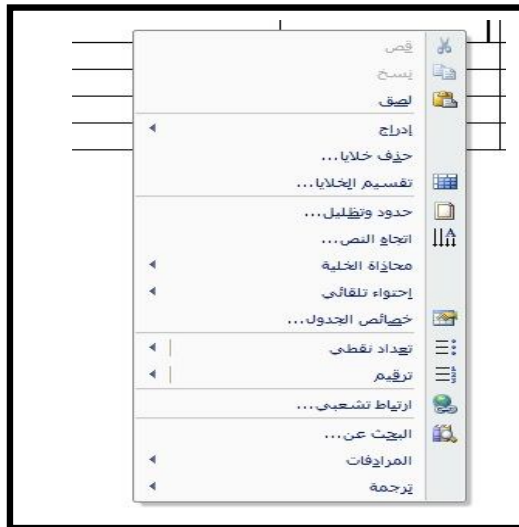 قص
نسخ
لصق
إدراج
حذف خلايا...
تقسيم الخلايا...
حدود وتظليل...
اتجاه النص...
محاذاة الخلية
إحتواء تلقائي
خصائص الجدول...
تعداد نقطي
ترقيم
ارتباط تشعبي...
البحث عن...
المرادفات
ترجمة